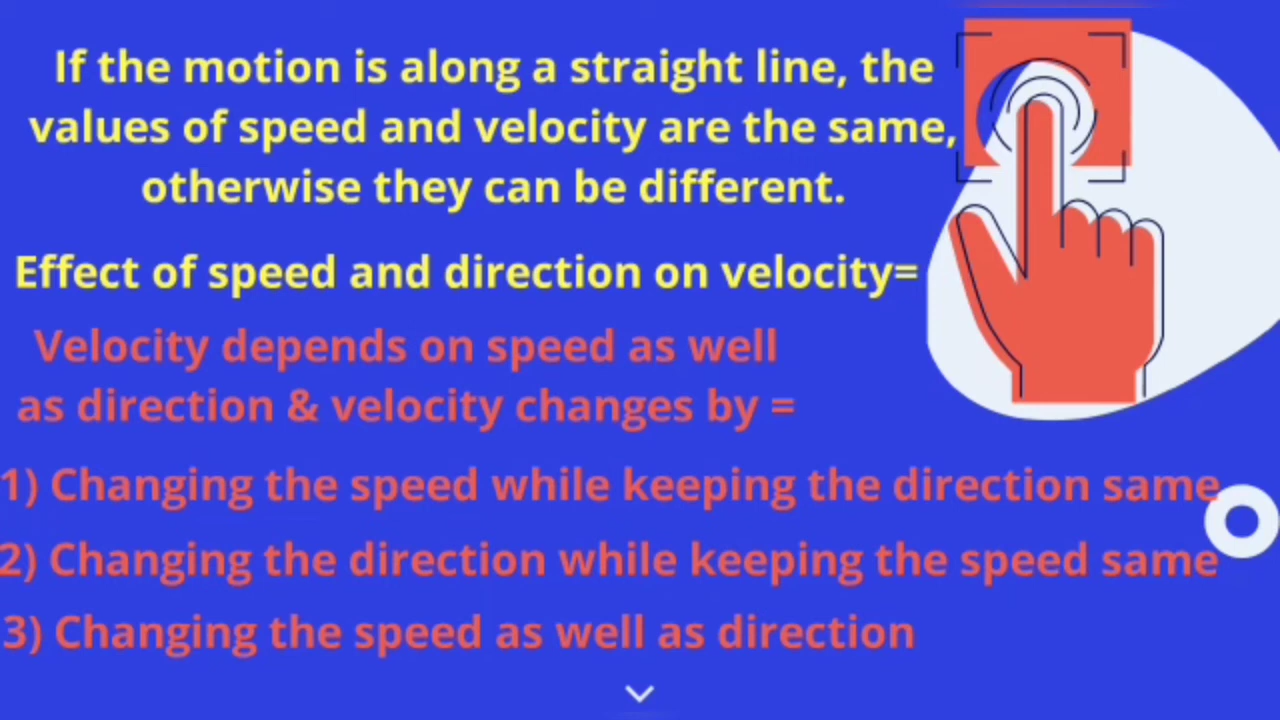 If the motion is along a straight line, the
values of speed and velocity are the same,
otherwise they can be different.
Effect of speed and direction on velocity=
Velocity depends on speed as well
as direction & velocity changes by =
1) Changing the speed while keeping the direction same
2) Changing the direction while keeping the speed same
3) Changing the speed as well as direction